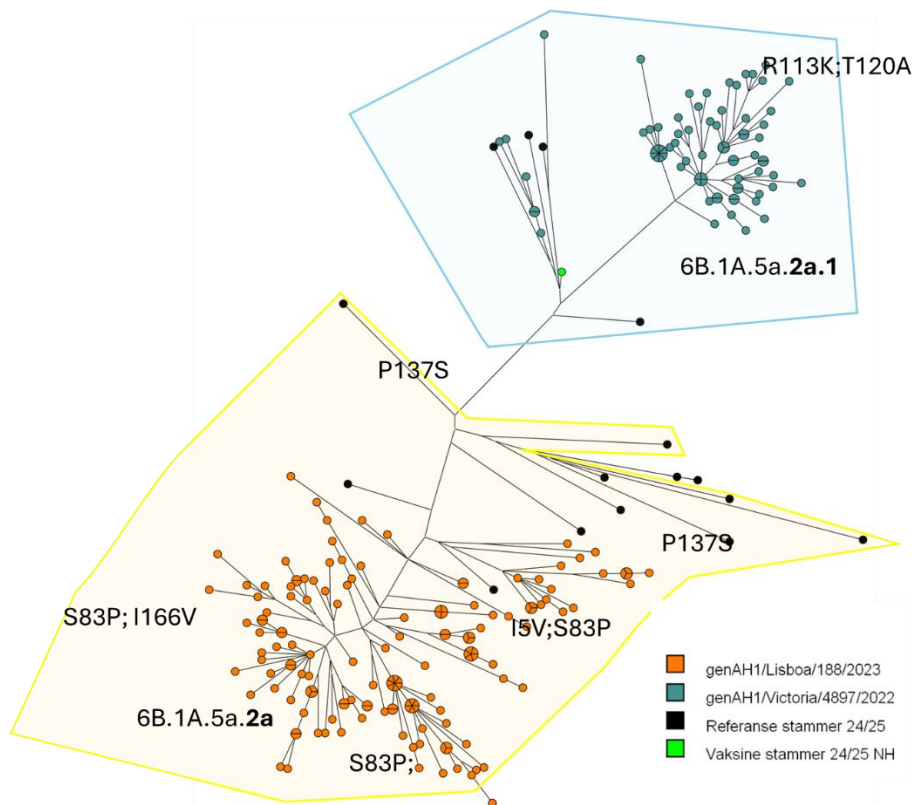 R113K;T120A
6B.1A.5a.2a.1
P137S
P137S
I5V;S83P
S83P; I166V
6B.1A.5a.2a
S83P;
genAH1/Lisboa/188/2023
genAH1/Victoria/4897/2022
Referanse stammer 24/25
Vaksine stammer 24/25 NH